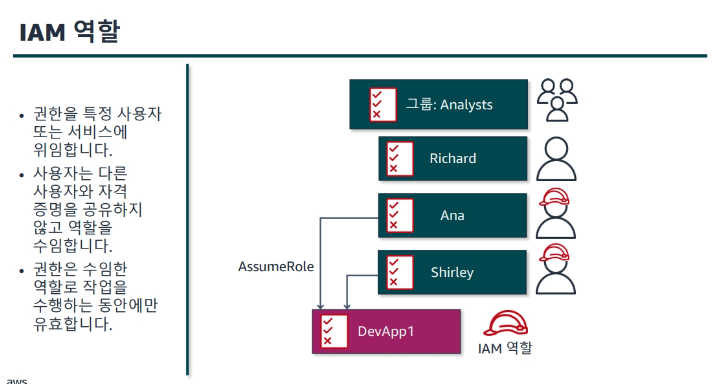 IAM 역할
• 권한을 특정 사용자
또는 서비스에
위임합니다.
• 사용자는 다른
사용자와 자격
증명을 공유하지
않고 역할을
수임합니다.
• 권한은 수임한
역할로 작업을
수행하는 동안에만
유효합니다.
그룹: Analysts
Richard
Ana
Shirley
AssumeRole
DevApp1
IAM 역할
aws